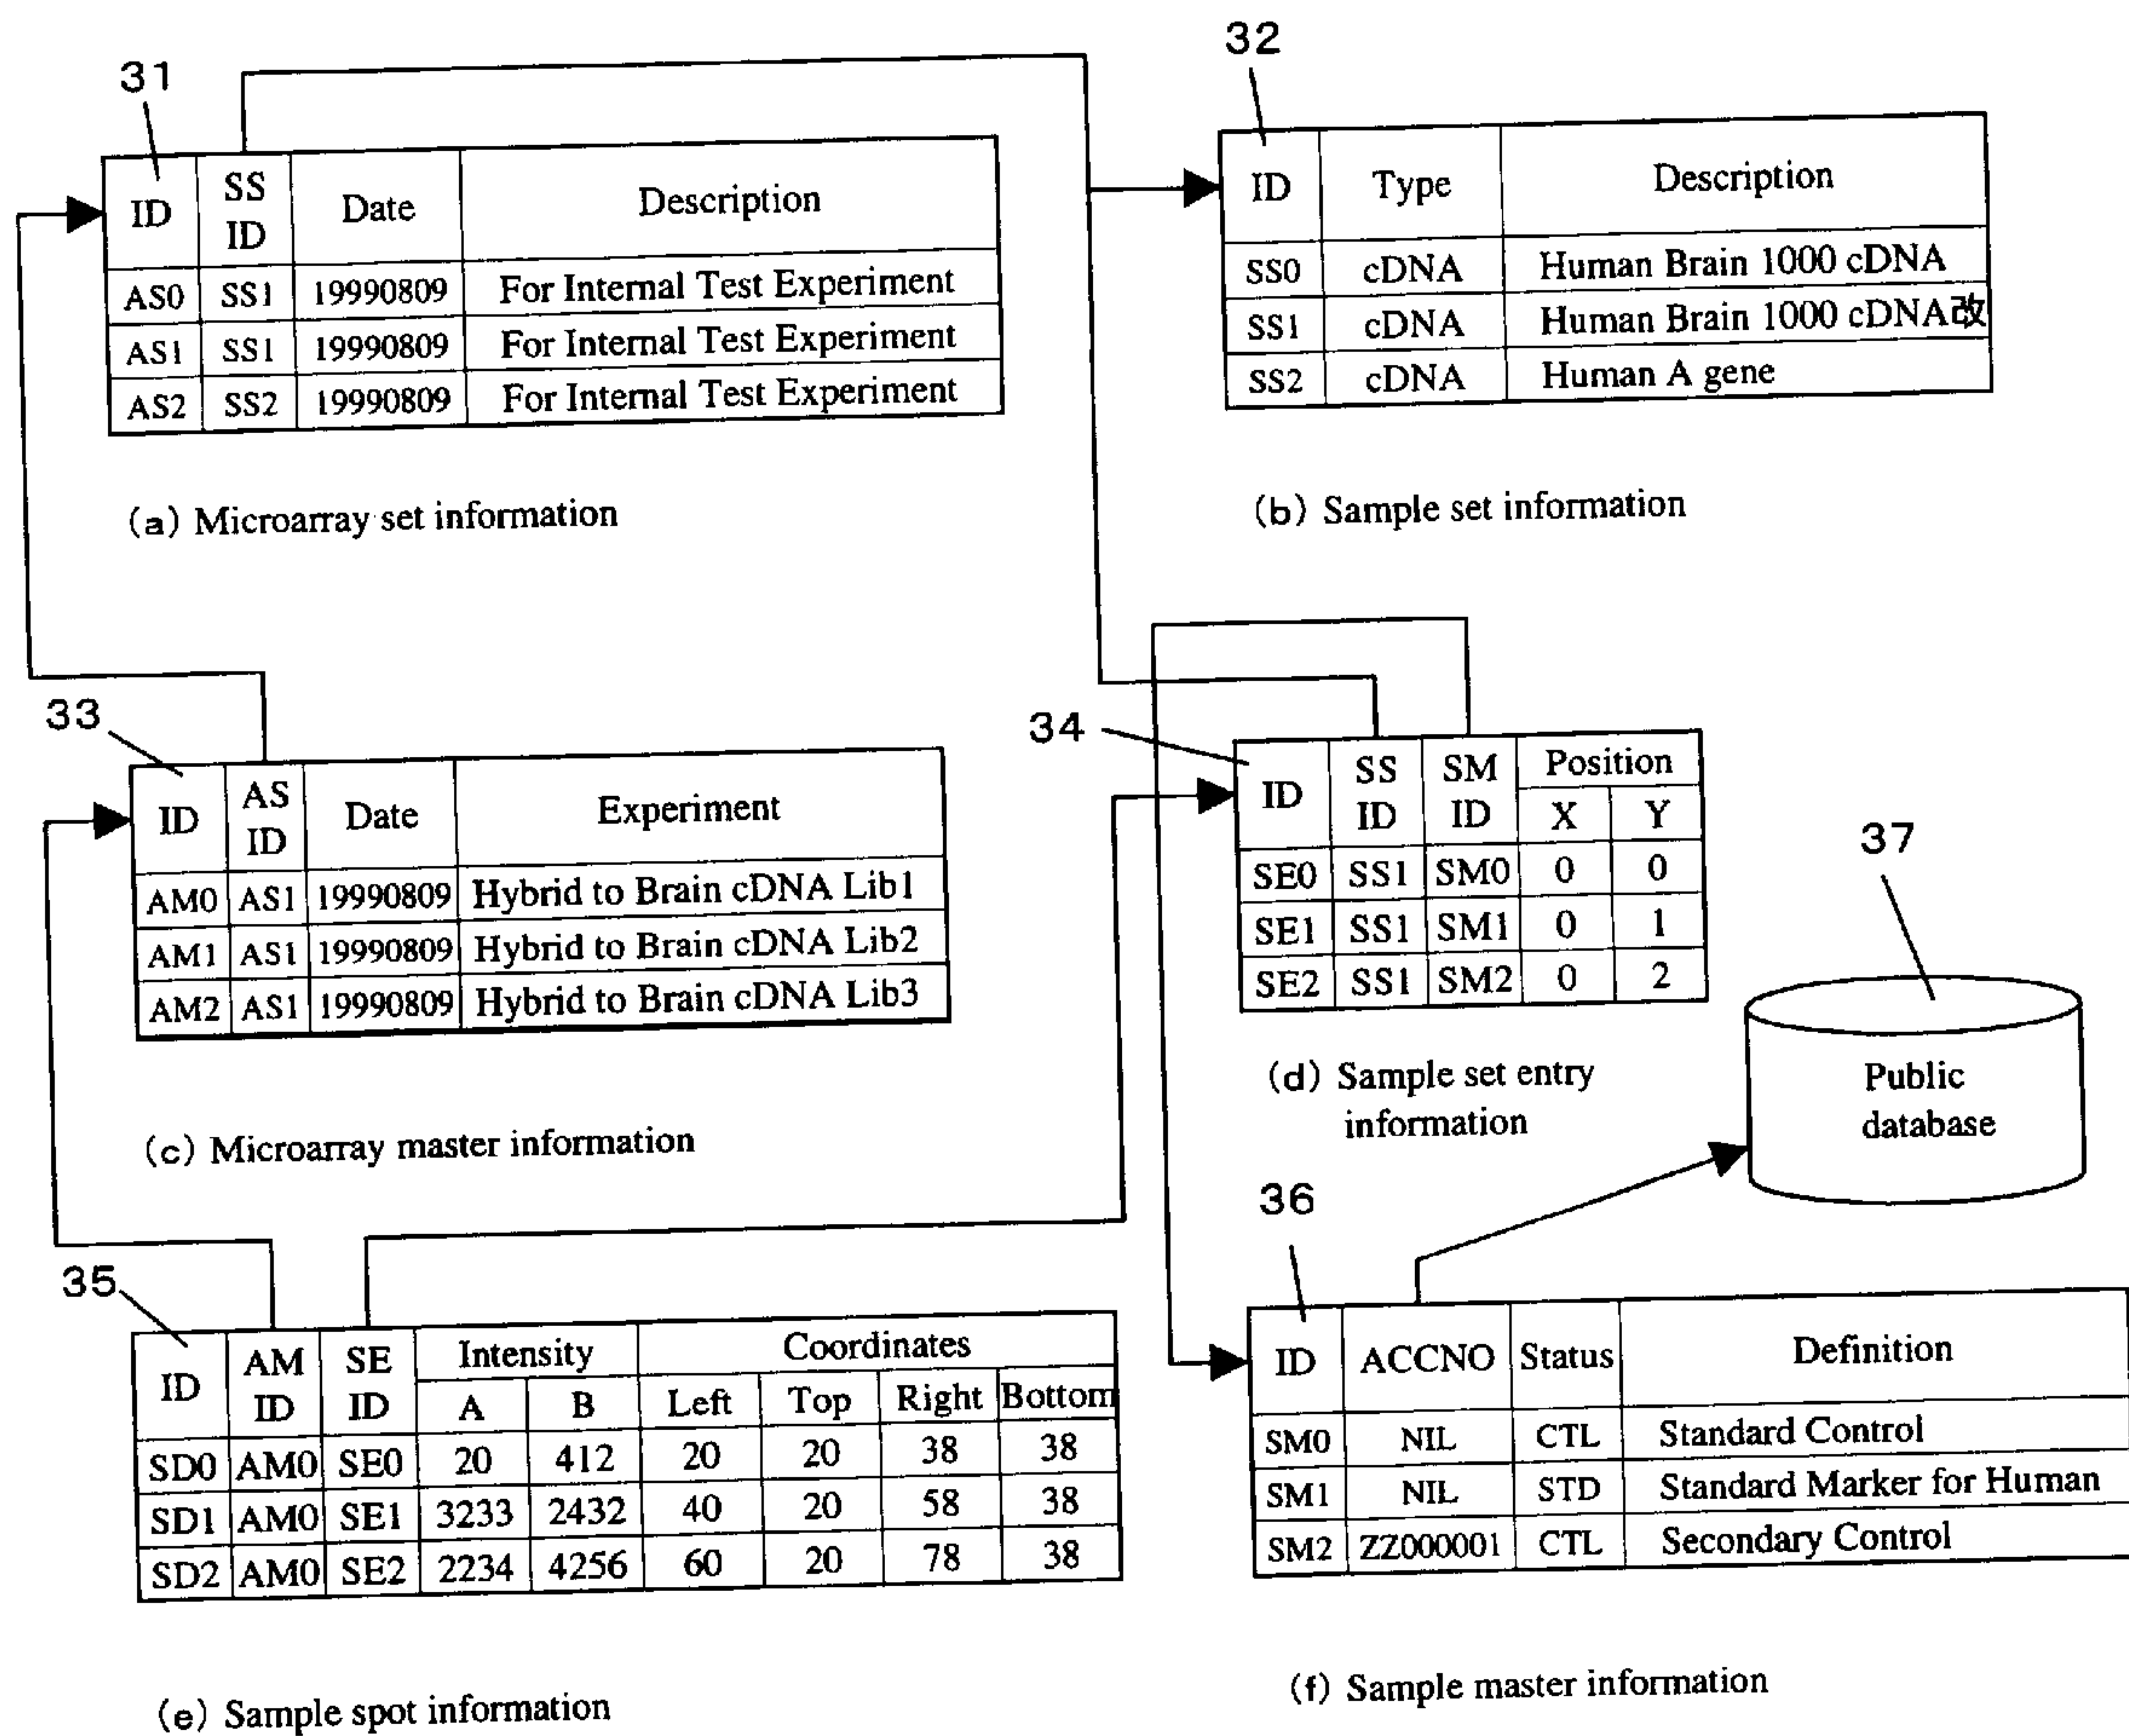 31
ID SS ID Date Description
AS0 SS1 19990809 For Internal Test Experiment
AS1 SS1 19990809 For Internal Test Experiment
AS2 SS2 19990809 For Internal Test Experiment
(a) Microarray set information
32
ID Type Description
SS0 cDNA Human Brain 1000 cDNA
SS1 cDNA Human Brain 1000 cDNA改
SS2 cDNA Human A gene
(b) Sample set information
33
ID AS ID Date Experiment
AM0 AS1 19990809 Hybrid to Brain cDNA Lib1
AM1 AS1 19990809 Hybrid to Brain cDNA Lib2
AM2 AS1 19990809 Hybrid to Brain cDNA Lib3
(c) Microarray master information
34
ID SS ID SM ID Position
X Y
SE0 SS1 SM0 0 0
SE1 SS1 SM1 0 1
SE2 SS1 SM2 0 2
(d) Sample set entry
information
37
Public
database
35
ID AM ID SE ID Intensity Coordinates
A B Left Top Right Bottom
SD0 AM0 SE0 20 412 20 20 38 38
SD1 AM0 SE1 3233 2432 40 20 58 38
SD2 AM0 SE2 2234 4256 60 20 78 38
(e) Sample spot information
36
ID ACCNO Status Definition
SM0 NIL CTL Standard Control
SM1 NIL STD Standard Marker for Human
SM2 ZZ000001 CTL Secondary Control
(f) Sample master information